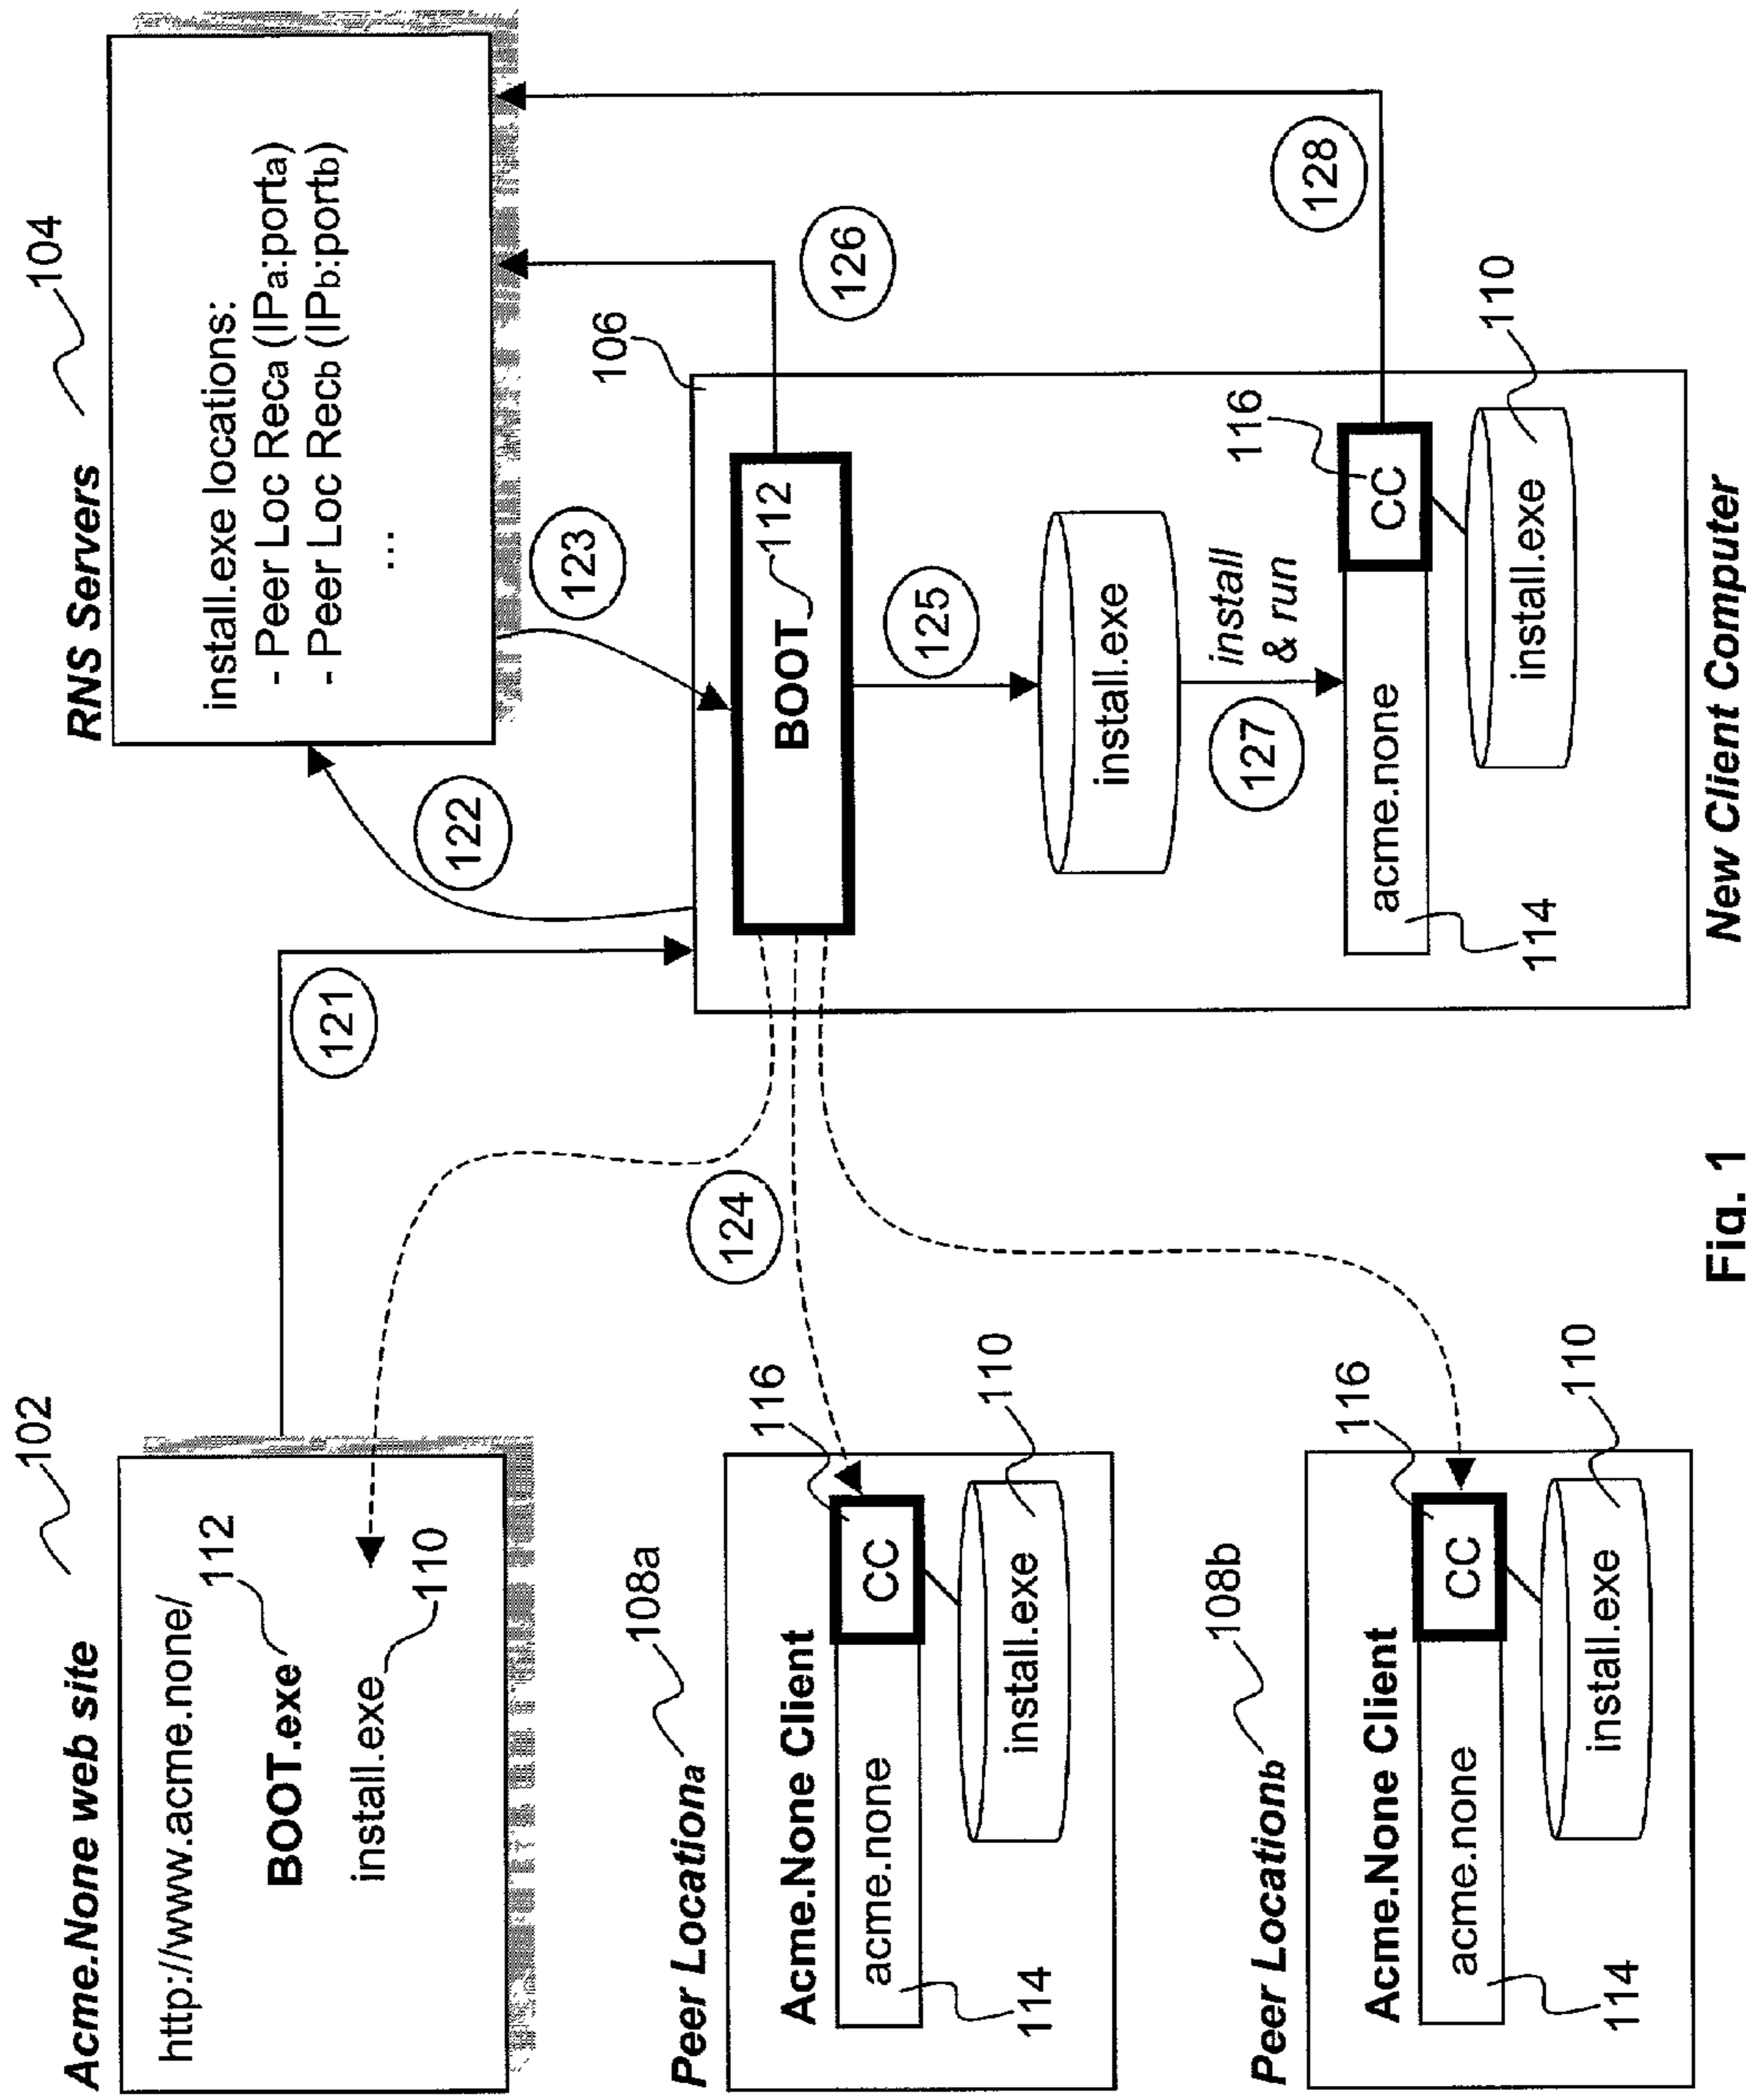 Acme.None web site
102
http://www.acme.none/
BOOT.exe
112
install.exe
110
121
RNS Servers
104
install.exe locations:
- Peer Loc Reca (IPa:porta)
- Peer Loc Recb (IPb:portb)
...
122
123
126
128
124
106
BOOT
112
125
install.exe
127
install
& run
acme.none
CC
116
114
install.exe
110
New Client Computer
Peer Locationa
108a
Acme.None Client
acme.none
CC
116
114
install.exe
110
Peer Locationb
108b
Acme.None Client
acme.none
CC
116
114
install.exe
110
Fig. 1